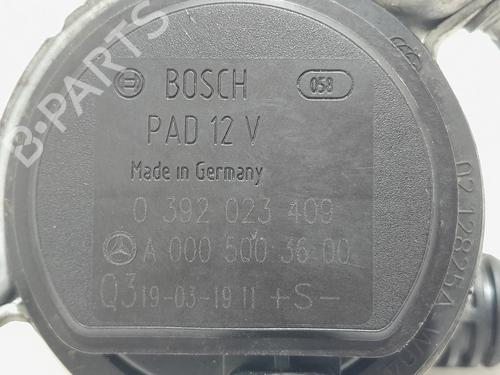 BOSCH 058
PAD 12 V
Made in Germany
0 392 023 409
A 000 500 36 00
Q3 19-03-19 11 +S-
B-PARTS